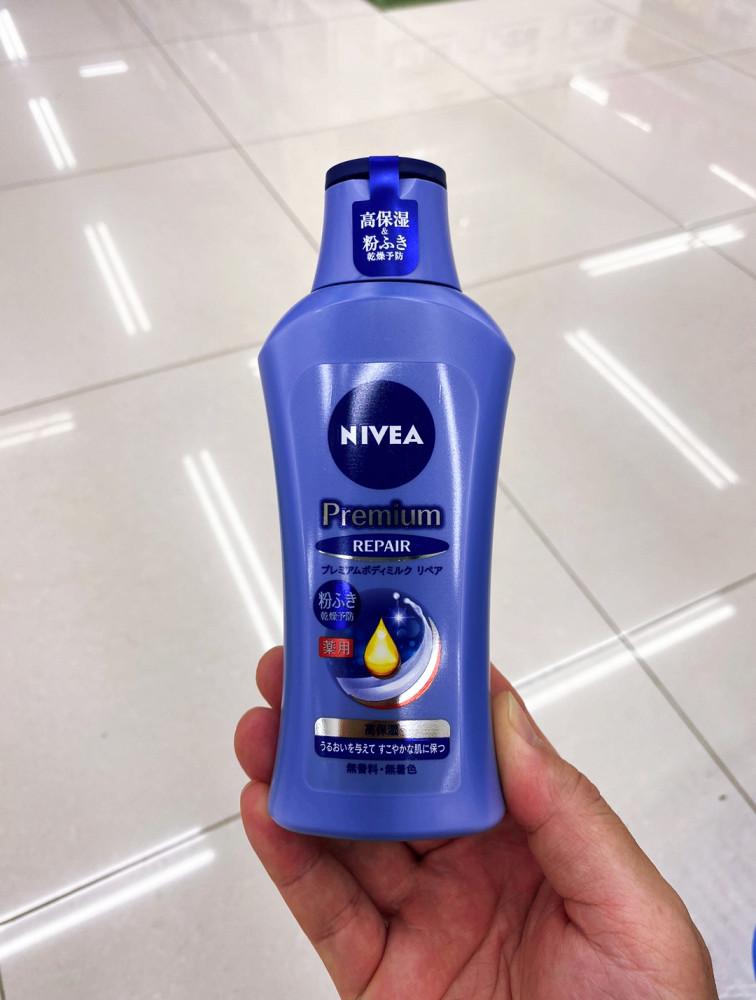 高保湿
&
粉ふき
乾燥予防
NIVEA
Premium
REPAIR
プレミアムボディミルク リペア
粉ふき
乾燥予防
薬用
高保湿
うるおいを与えて すこやかな肌に保つ
無香料・無着色